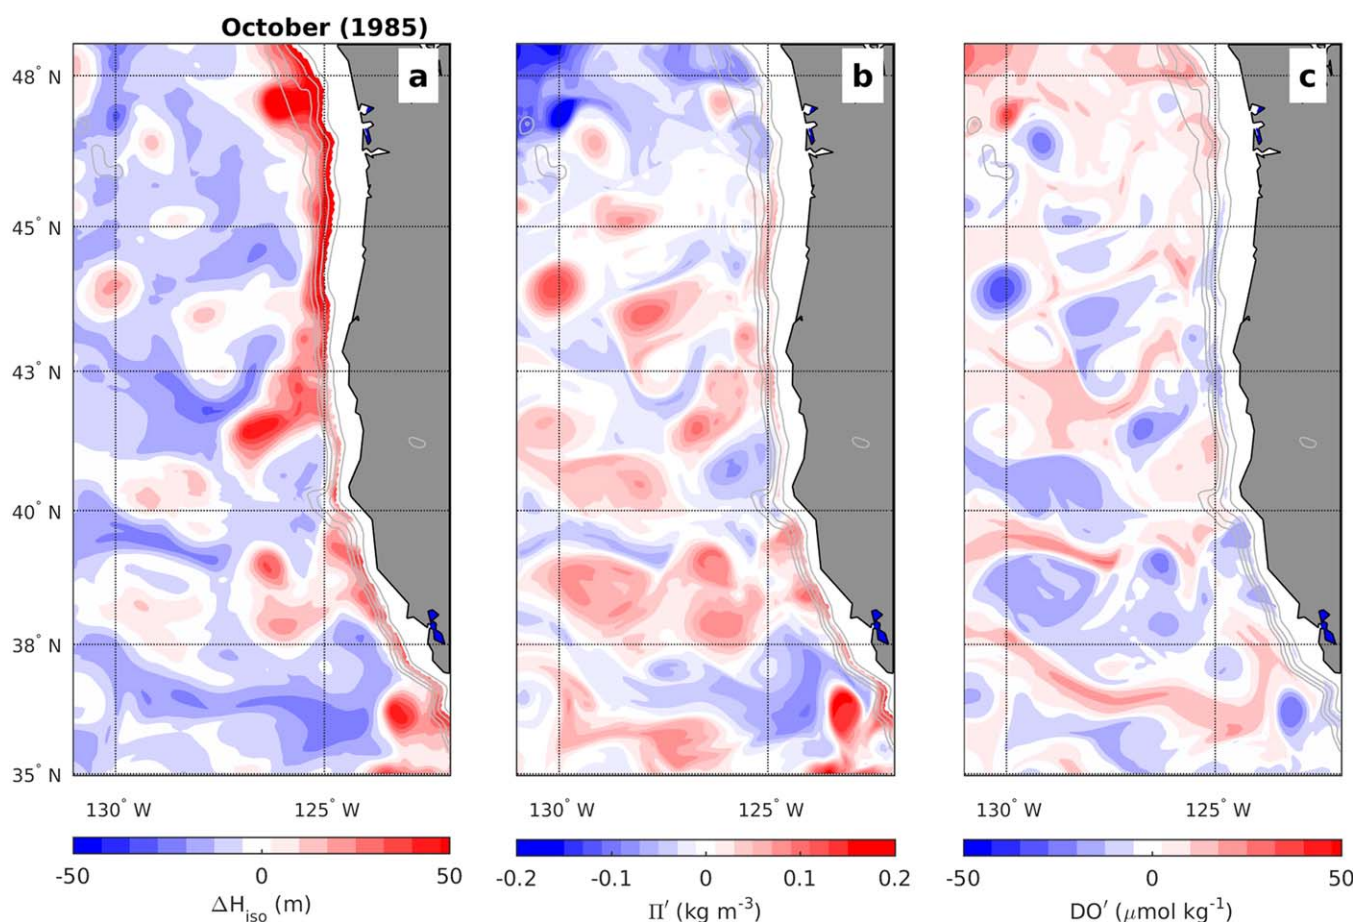 October (1985)
a
b
c
48° N
45° N
43° N
40° N
38° N
35° N
130° W
125° W
130° W
125° W
130° W
125° W
-50
0
50
-0.2
-0.1
0
0.1
0.2
-50
0
50
ΔH_iso (m)
Π′ (kg m⁻³)
DO′ (μmol kg⁻¹)